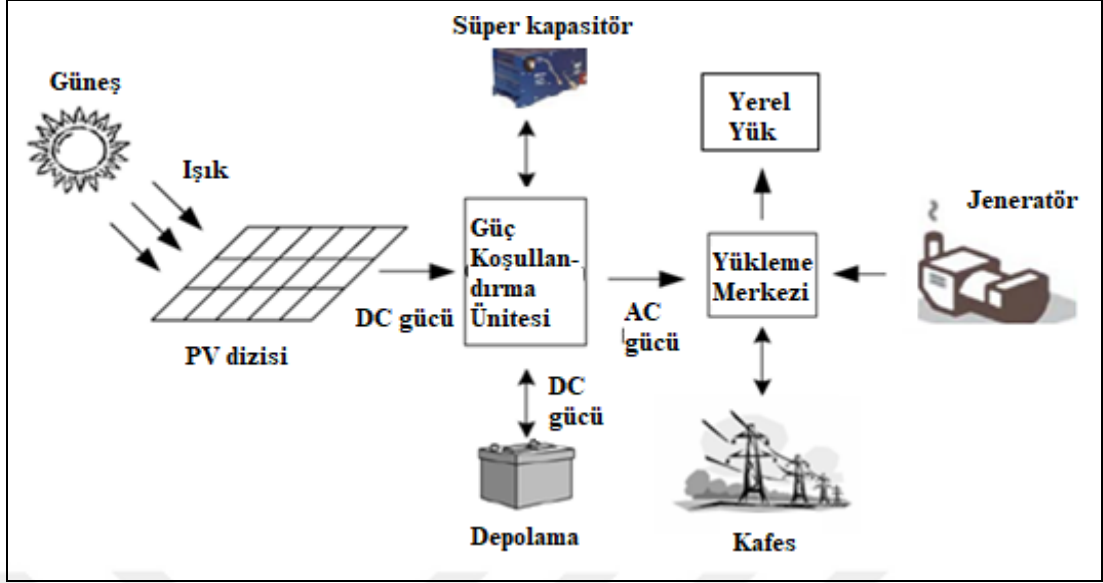 Süper kapasitör
Güneş
Işık
Yerel
Yük
Jeneratör
Güç
Koşullan-
dırma
Ünitesi
Yükleme
Merkezi
DC gücü
AC
gücü
PV dizisi
DC
gücü
Depolama
Kafes